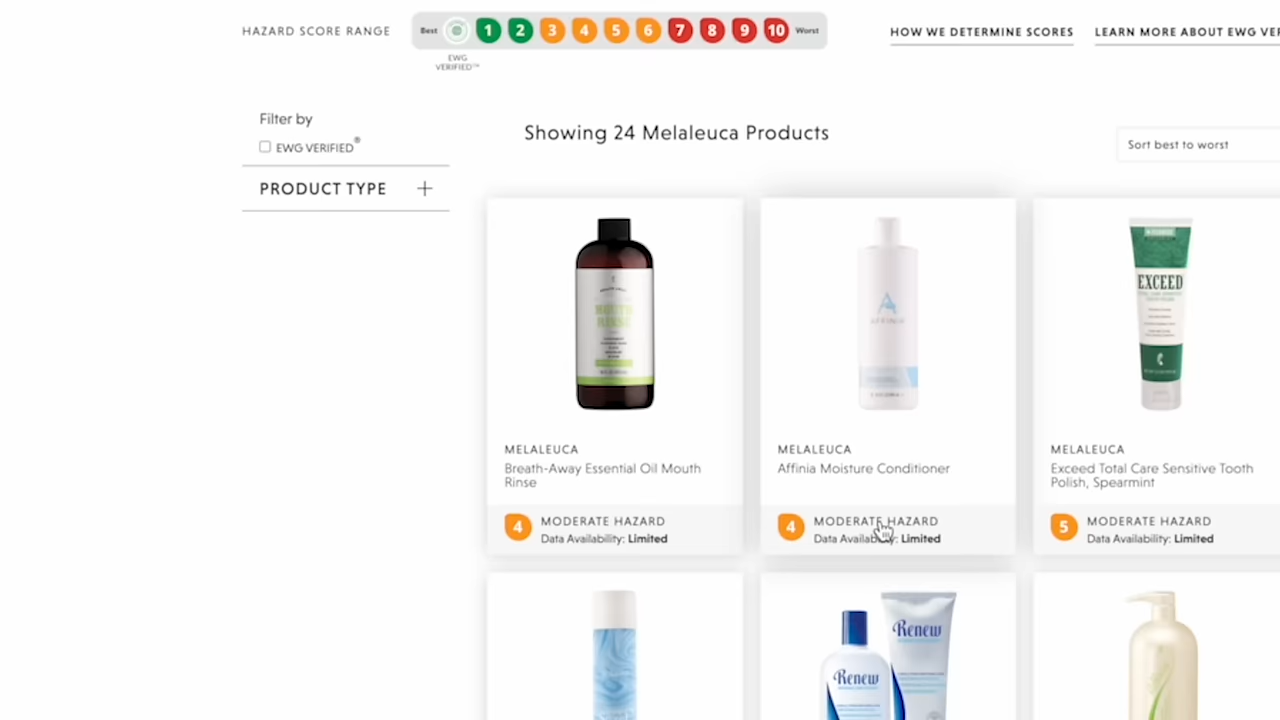 HAZARD SCORE RANGE
Best 1 2 3 4 5 6 7 8 9 10 Worst
EWG
VERIFIED™
HOW WE DETERMINE SCORES
LEARN MORE ABOUT EWG VER
Filter by
EWG VERIFIED®
PRODUCT TYPE +
Showing 24 Melaleuca Products
Sort best to worst
EXCEED
A
AFFINIA
MELALEUCA
Breath-Away Essential Oil Mouth
Rinse
4 MODERATE HAZARD
Data Availability: Limited
MELALEUCA
Affinia Moisture Conditioner
4 MODERATE HAZARD
Data Availability: Limited
MELALEUCA
Exceed Total Care Sensitive Tooth
Polish, Spearmint
5 MODERATE HAZARD
Data Availability: Limited
Renew
Renew